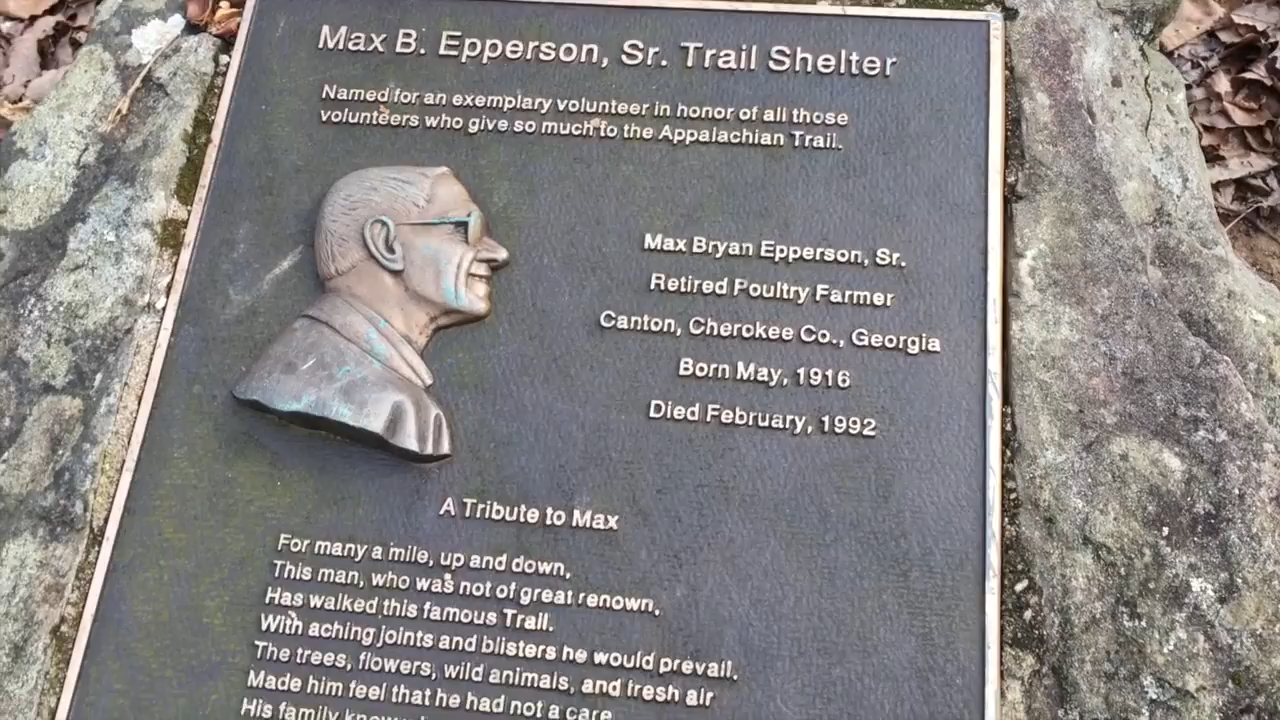 Max B. Epperson, Sr. Trail Shelter
Named for an exemplary volunteer in honor of all those
volunteers who give so much to the Appalachian Trail.
Max Bryan Epperson, Sr.
Retired Poultry Farmer
Canton, Cherokee Co., Georgia
Born May, 1916
Died February, 1992
A Tribute to Max
For many a mile, up and down,
This man, who was not of great renown,
Has walked this famous Trail.
With aching joints and blisters he would prevail.
The trees, flowers, wild animals, and fresh air
Made him feel that he had not a care
His family